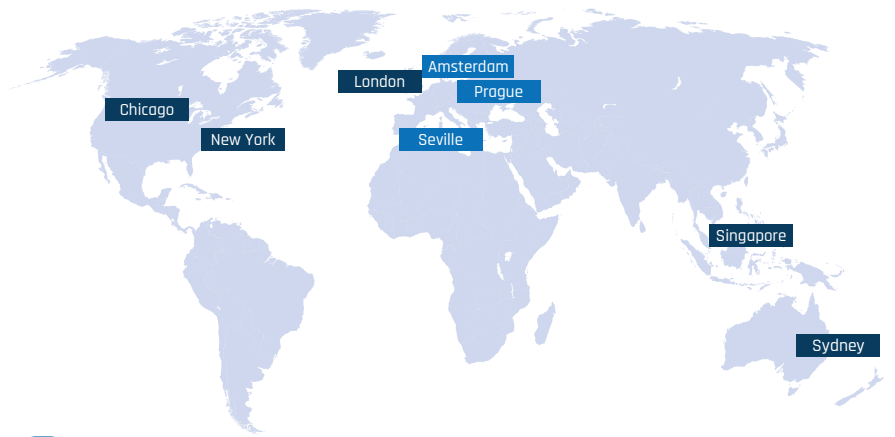 Amsterdam
London
Prague
Chicago
New York
Seville
Singapore
Sydney